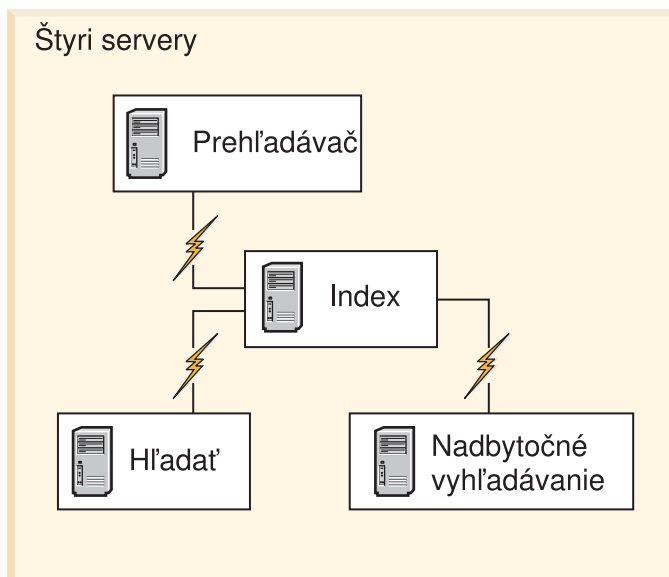 Štyri servery
Prehľadávač
Index
Hľadať
Nadbytočné
vyhľadávanie